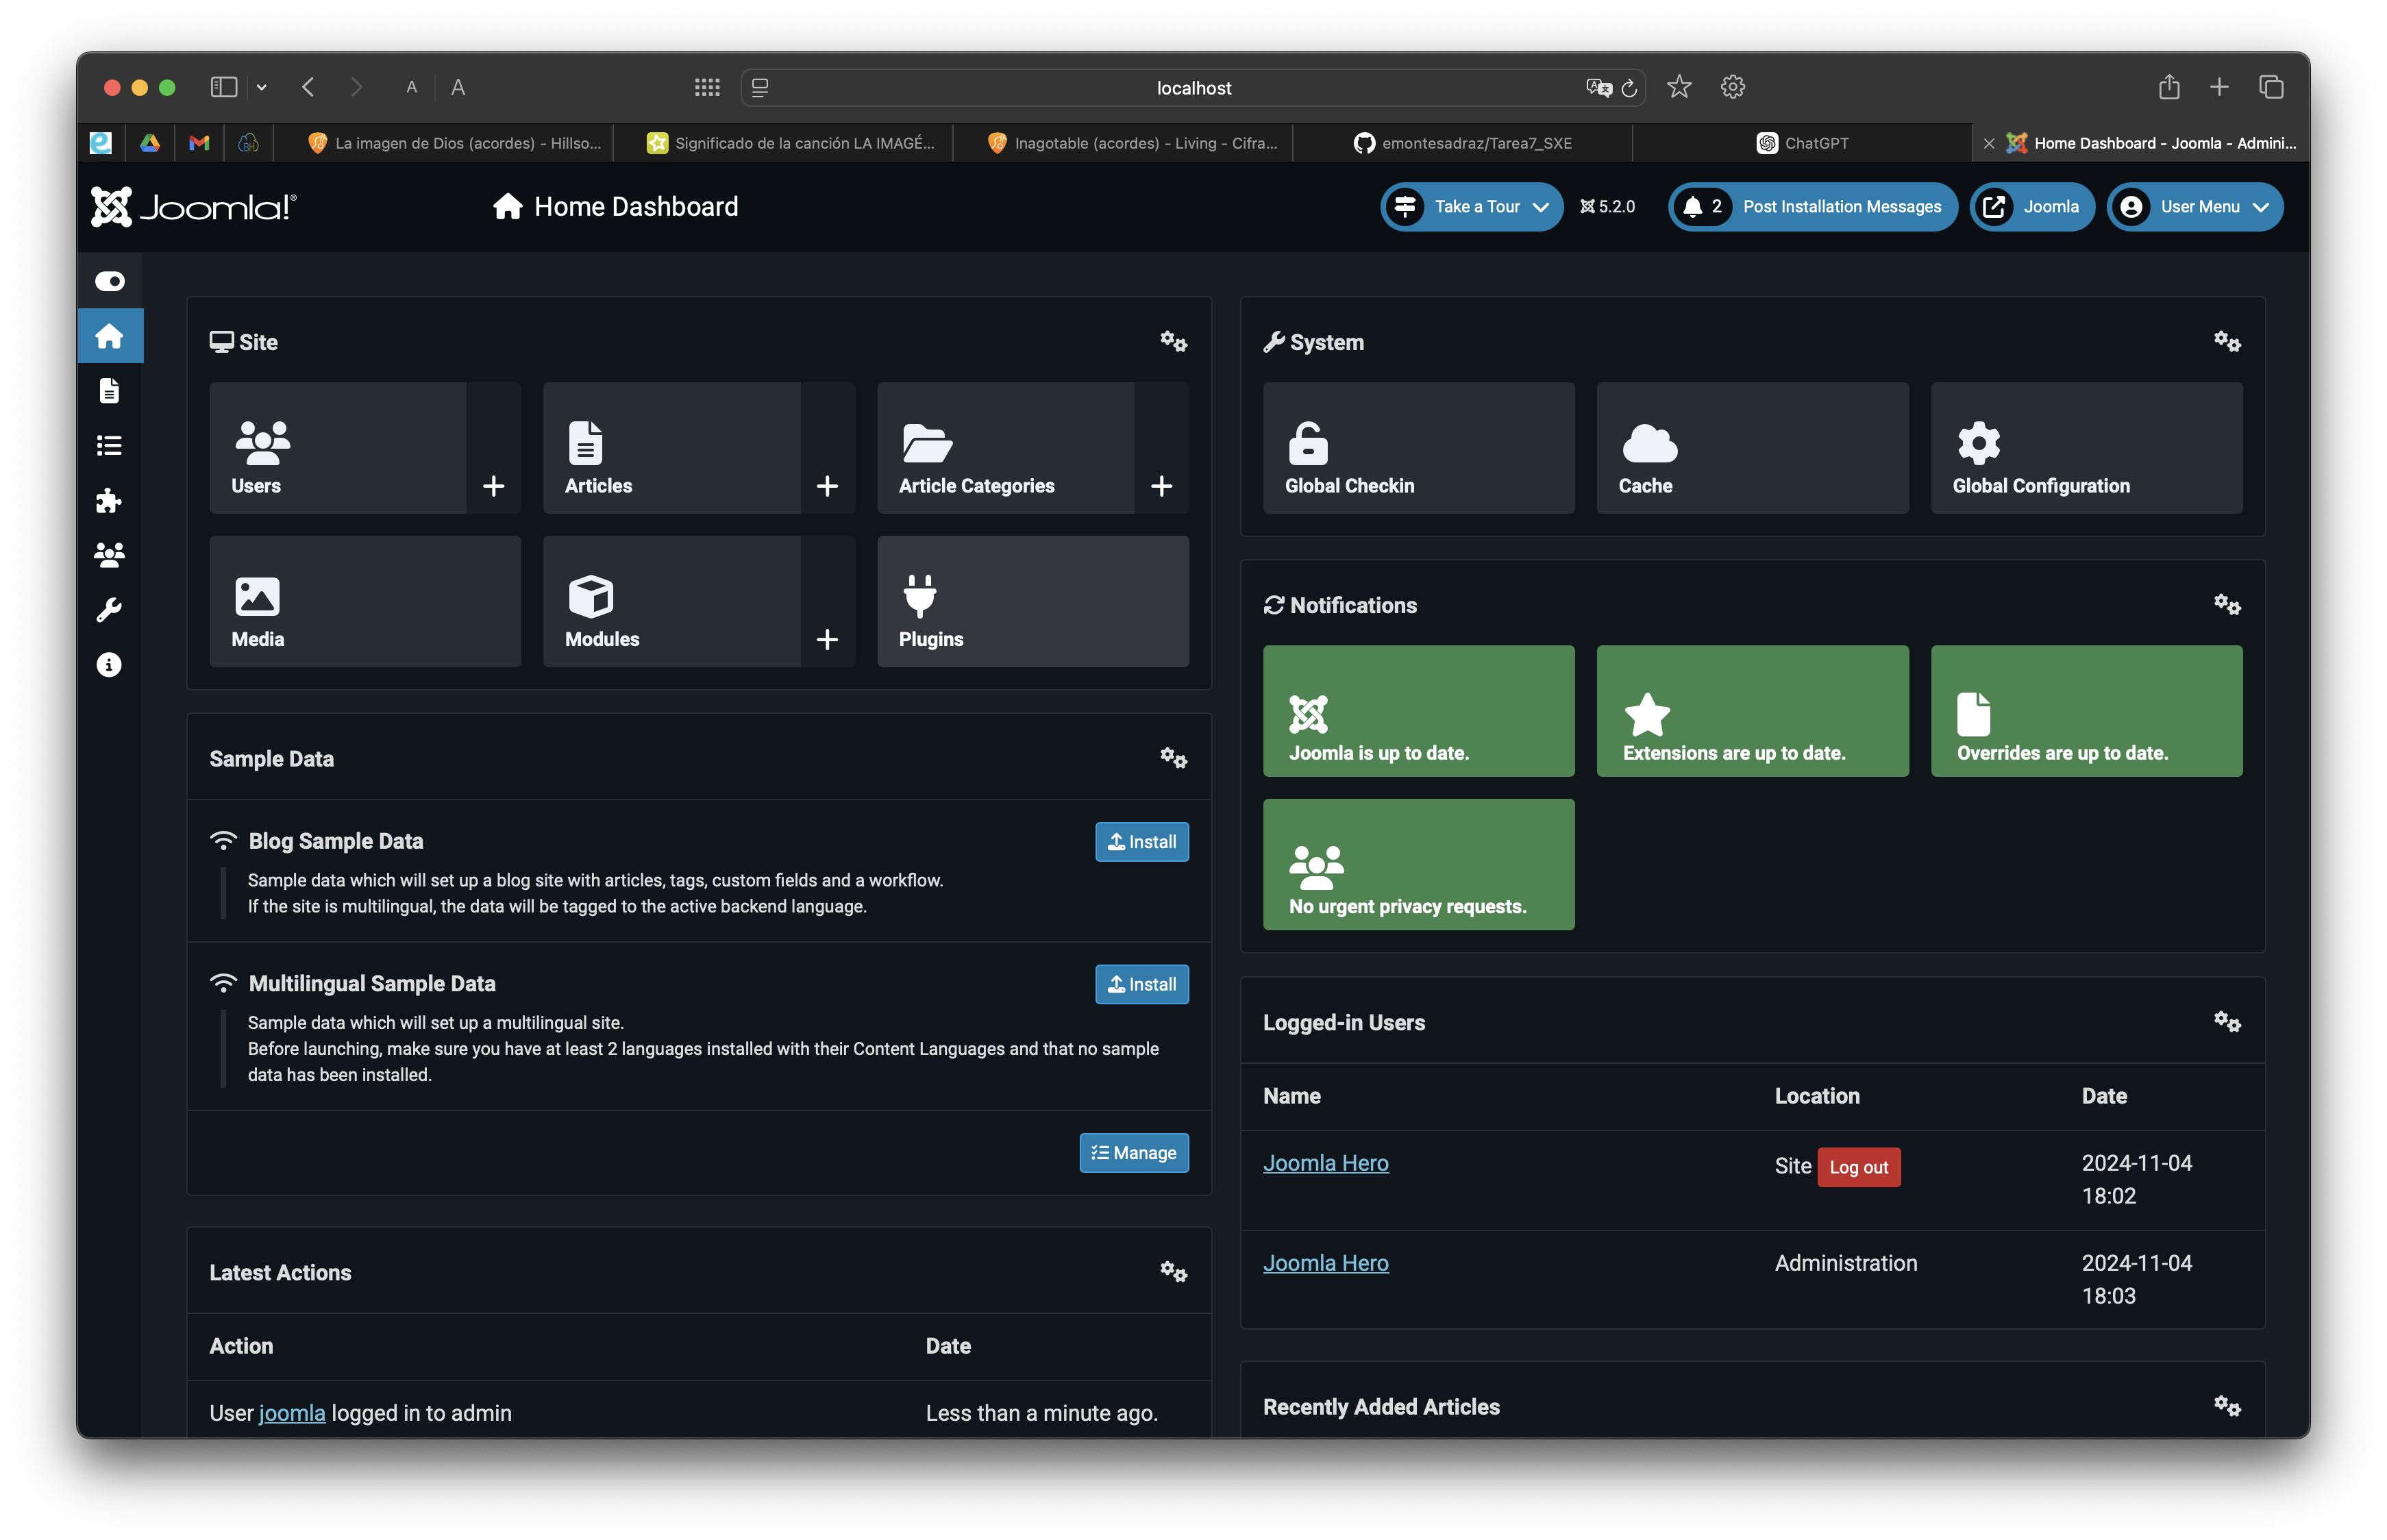 A A
localhost
La imagen de Dios (acordes) - Hillso...
Significado de la canción LA IMAGÉ...
Inagotable (acordes) - Living - Cifra...
emontesadraz/Tarea7_SXE
ChatGPT
Home Dashboard - Joomla - Admini...
Joomla!®
Home Dashboard
Take a Tour
5.2.0
2 Post Installation Messages
Joomla
User Menu
Site
Users
Articles
Article Categories
Media
Modules
Plugins
Sample Data
Blog Sample Data
Install
Sample data which will set up a blog site with articles, tags, custom fields and a workflow.
If the site is multilingual, the data will be tagged to the active backend language.
Multilingual Sample Data
Install
Sample data which will set up a multilingual site.
Before launching, make sure you have at least 2 languages installed with their Content Languages and that no sample
data has been installed.
Manage
Latest Actions
Action Date
User joomla logged in to admin Less than a minute ago.
System
Global Checkin
Cache
Global Configuration
Notifications
Joomla is up to date.
Extensions are up to date.
Overrides are up to date.
No urgent privacy requests.
Logged-in Users
Name Location Date
Joomla Hero Site Log out 2024-11-04
18:02
Joomla Hero Administration 2024-11-04
18:03
Recently Added Articles